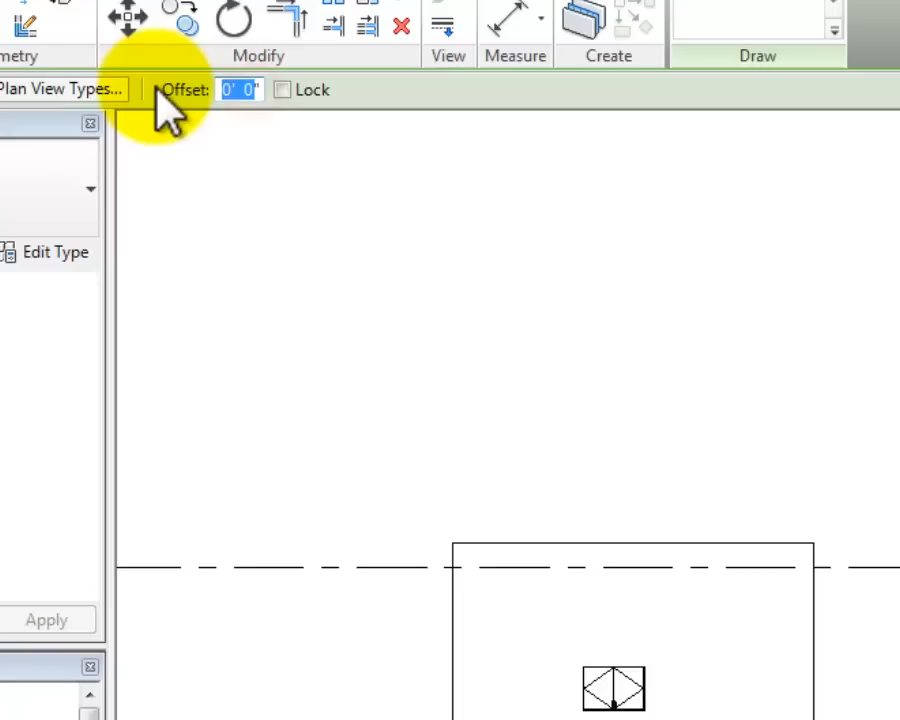 metry Modify View Measure Create Draw
Plan View Types... Offset: 0' 0" Lock
Edit Type
Apply